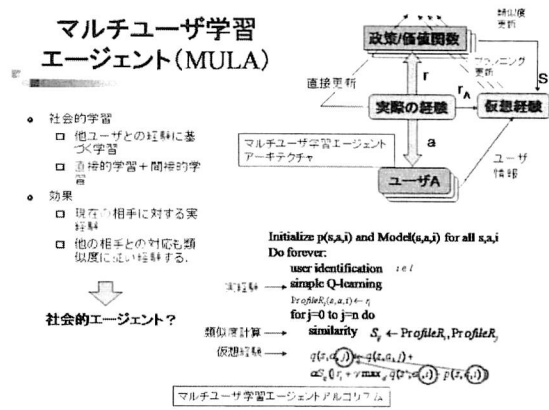 マルチユーザ学習
エージェント(MULA)
社会的学習
他ユーザとの経験に基
づく学習
直接的学習+間接的学
習
効果
現在の相手に対する実
経験
他の相手との対応も類
似度に従い経験する.
社会的エージェント?
類似度
更新
政策/価値関数
プランニング
更新
直接更新
r
S
実際の経験
rA
仮想経験
a
マルチユーザ学習エージェント
アーキテクチャ
ユーザA
ユーザ
情報
Initialize p(s,a,i) and Model(s,a,i) for all s,a,i
Do forever:
user identification i∈I
実経験 simple Q-learning
ProfileRi(s,a,i) ← ri
for j=0 to j=n do
類似度計算 similarity Sij ← ProfileRi, ProfileRj
仮想経験
マルチユーザ学習エージェントアルゴリズム